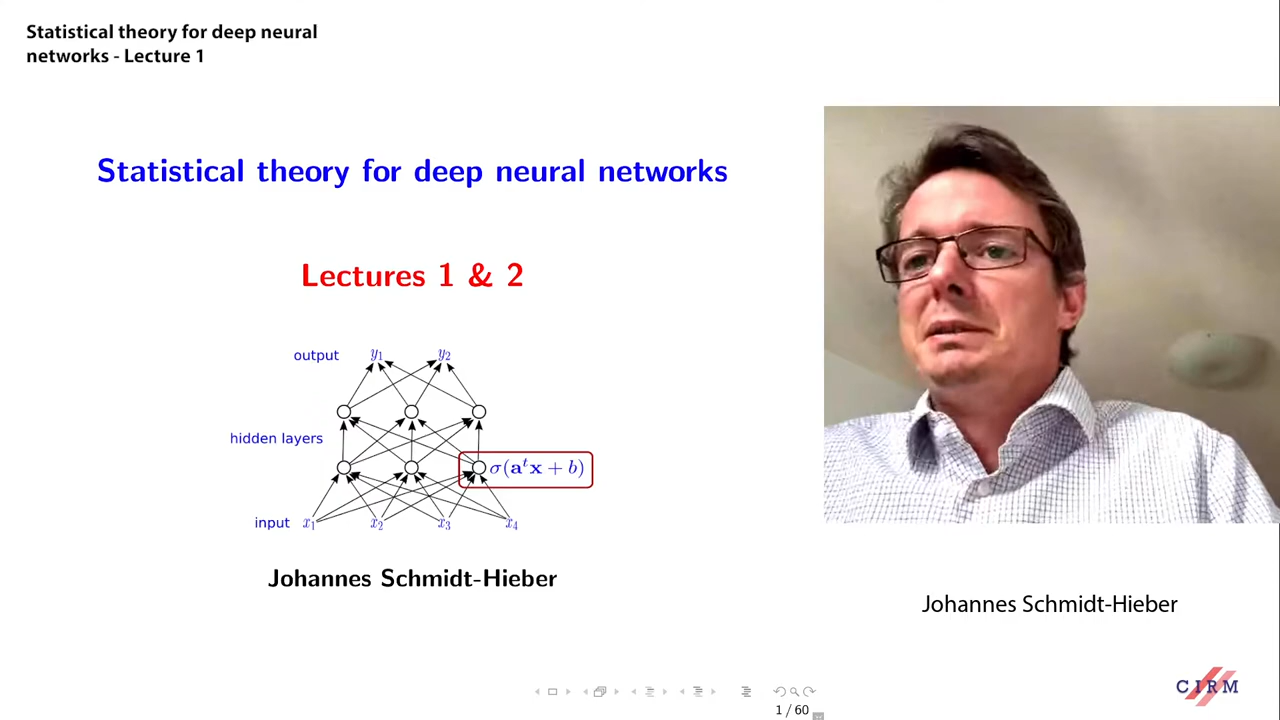 Statistical theory for deep neural
networks - Lecture 1
Statistical theory for deep neural networks
Lectures 1 & 2
output y₁ y₂
hidden layers
σ(aᵗx + b)
input x₁ x₂ x₃ x₄
Johannes Schmidt-Hieber
Johannes Schmidt-Hieber
CIRM
1 / 60